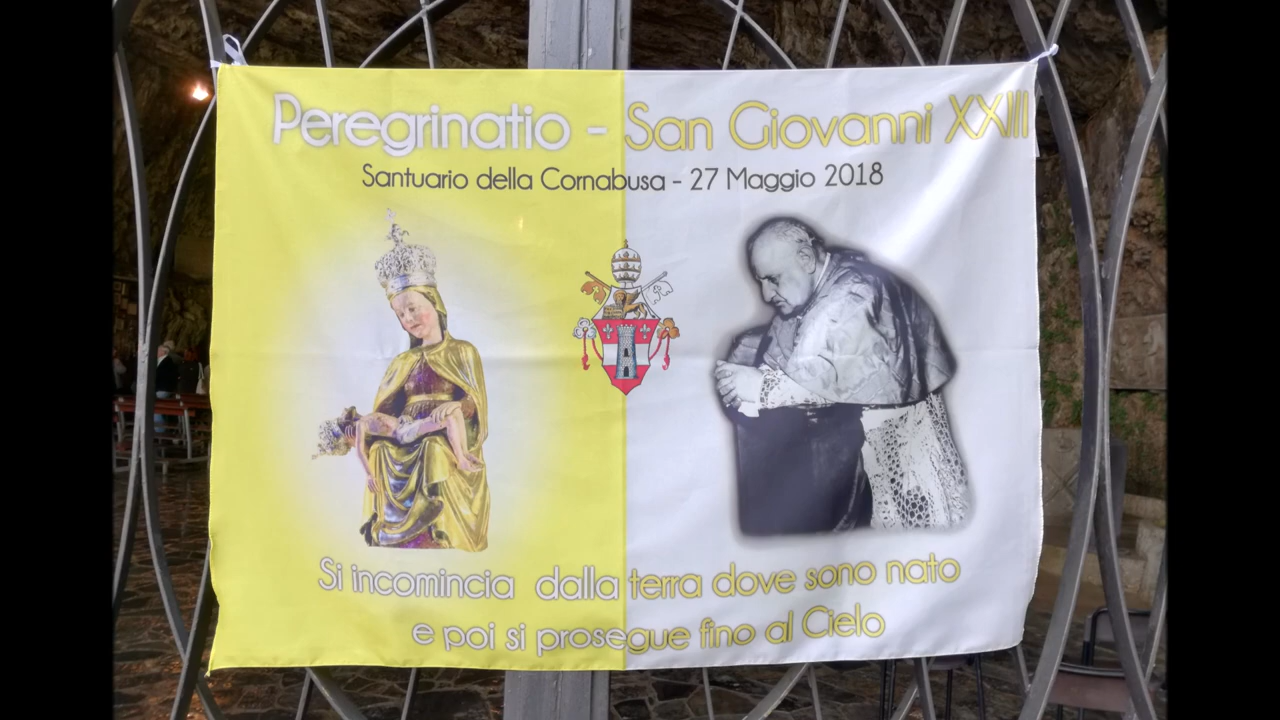 Peregrinatio - San Giovanni XXIII
Santuario della Cornabusa - 27 Maggio 2018
Si incomincia dalla terra dove sono nato
e poi si prosegue fino al Cielo